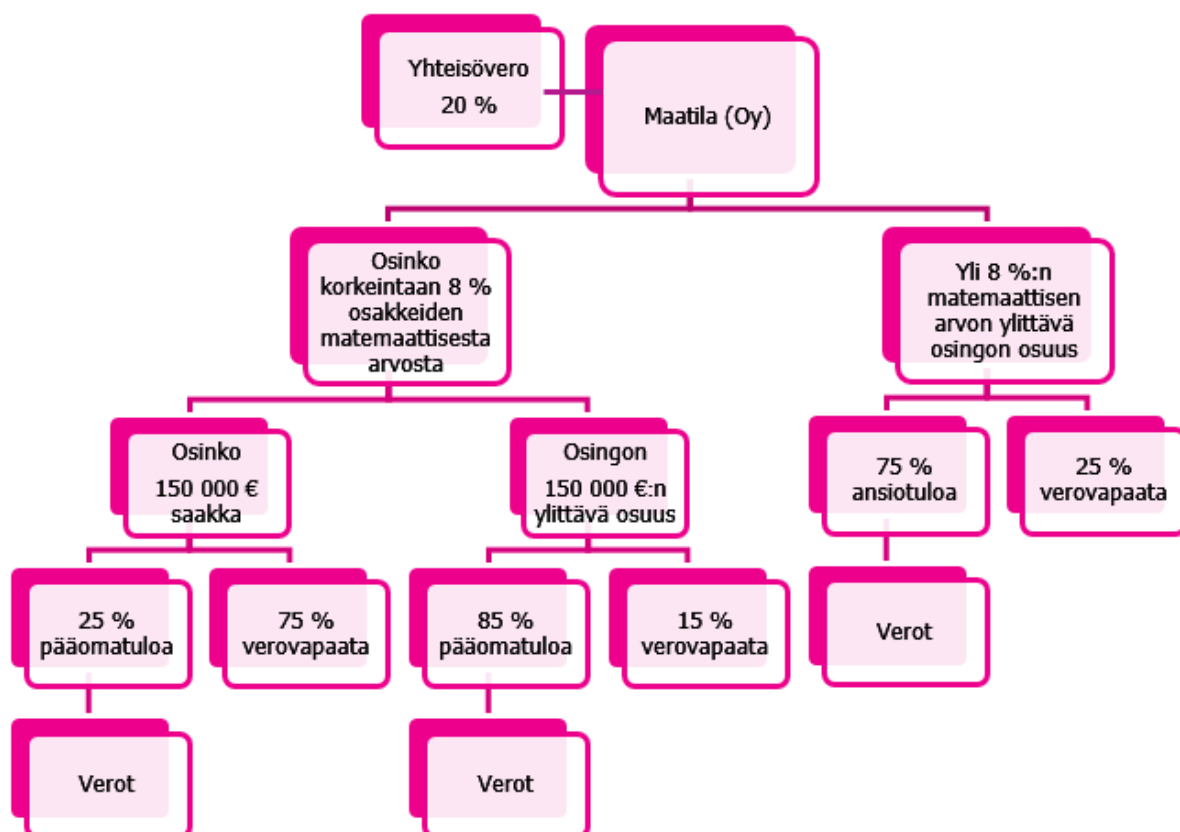 Yhteisövero
20 %
Maatila (Oy)
Osinko
korkeintaan 8 %
osakkeiden
matemaattisesta
arvosta
Yli 8 %:n
matemaattisen
arvon ylittävä
osingon osuus
Osinko
150 000 €
saakka
Osingon
150 000 €:n
ylittävä osuus
75 %
ansiotuloa
25 %
verovapaata
25 %
pääomatuloa
75 %
verovapaata
85 %
pääomatuloa
15 %
verovapaata
Verot
Verot
Verot